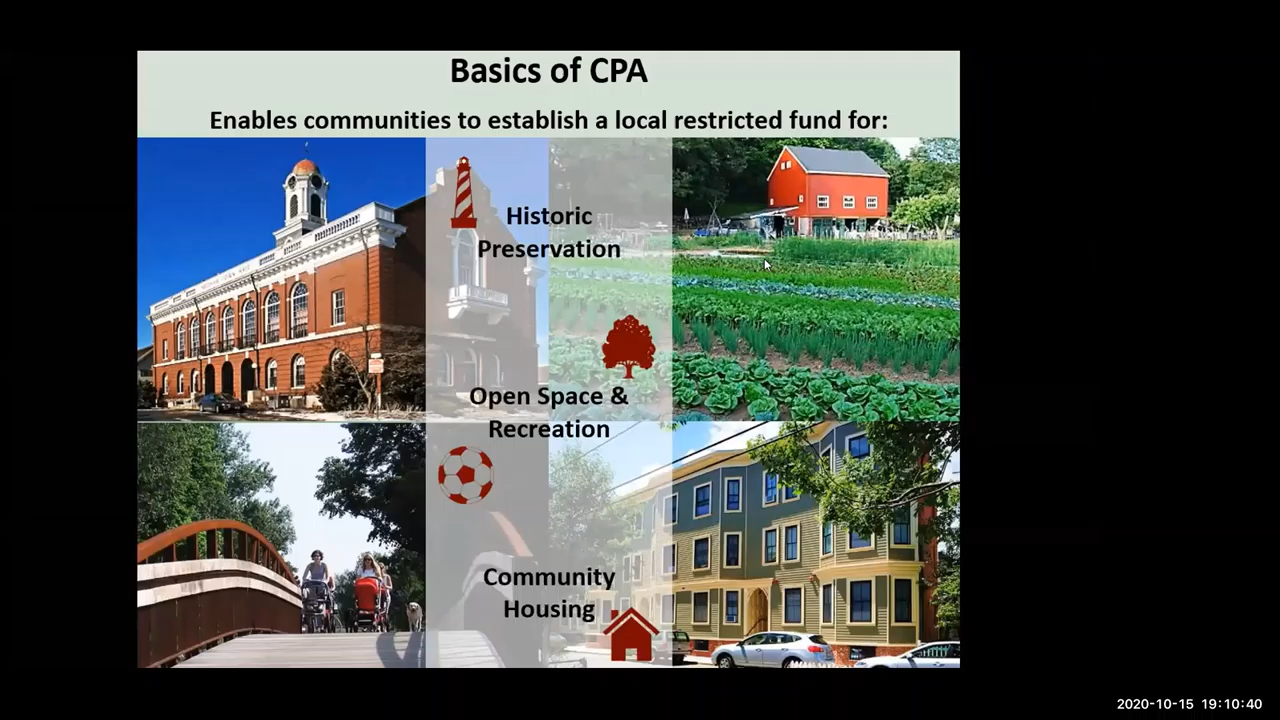 Basics of CPA
Enables communities to establish a local restricted fund for:
Historic
Preservation
Open Space &
Recreation
Community
Housing
2020-10-15 19:10:40